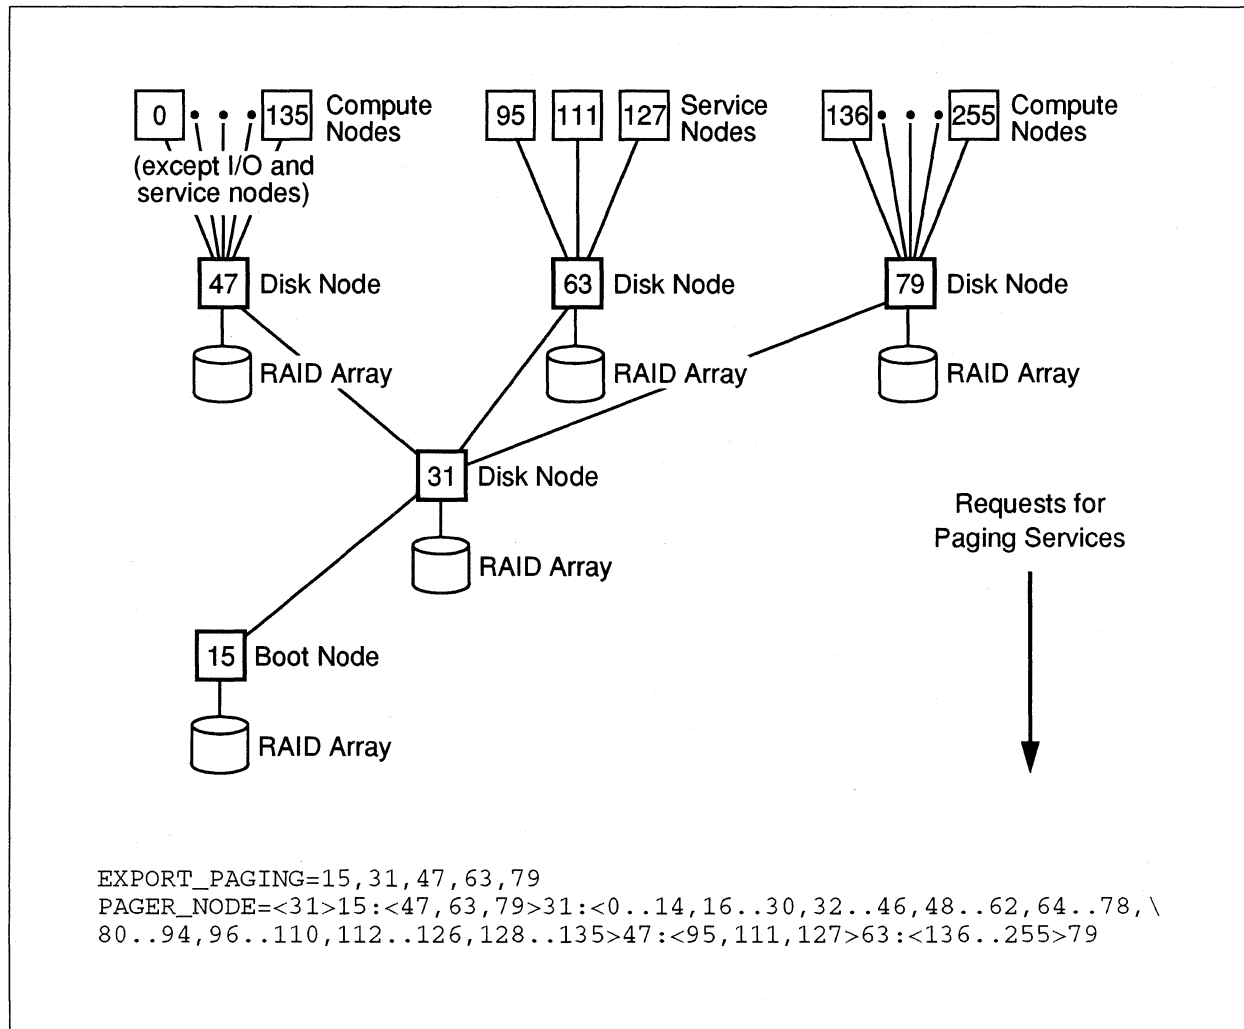 0 135 Compute Nodes
(except I/O and
service nodes)
95 111 127 Service Nodes
136 255 Compute Nodes
47 Disk Node
63 Disk Node
79 Disk Node
RAID Array
RAID Array
RAID Array
31 Disk Node
RAID Array
Requests for
Paging Services
15 Boot Node
RAID Array
EXPORT_PAGING=15,31,47,63,79
PAGER_NODE=<31>15:<47,63,79>31:<0..14,16..30,32..46,48..62,64..78,\
80..94,96..110,112..126,128..135>47:<95,111,127>63:<136..255>79